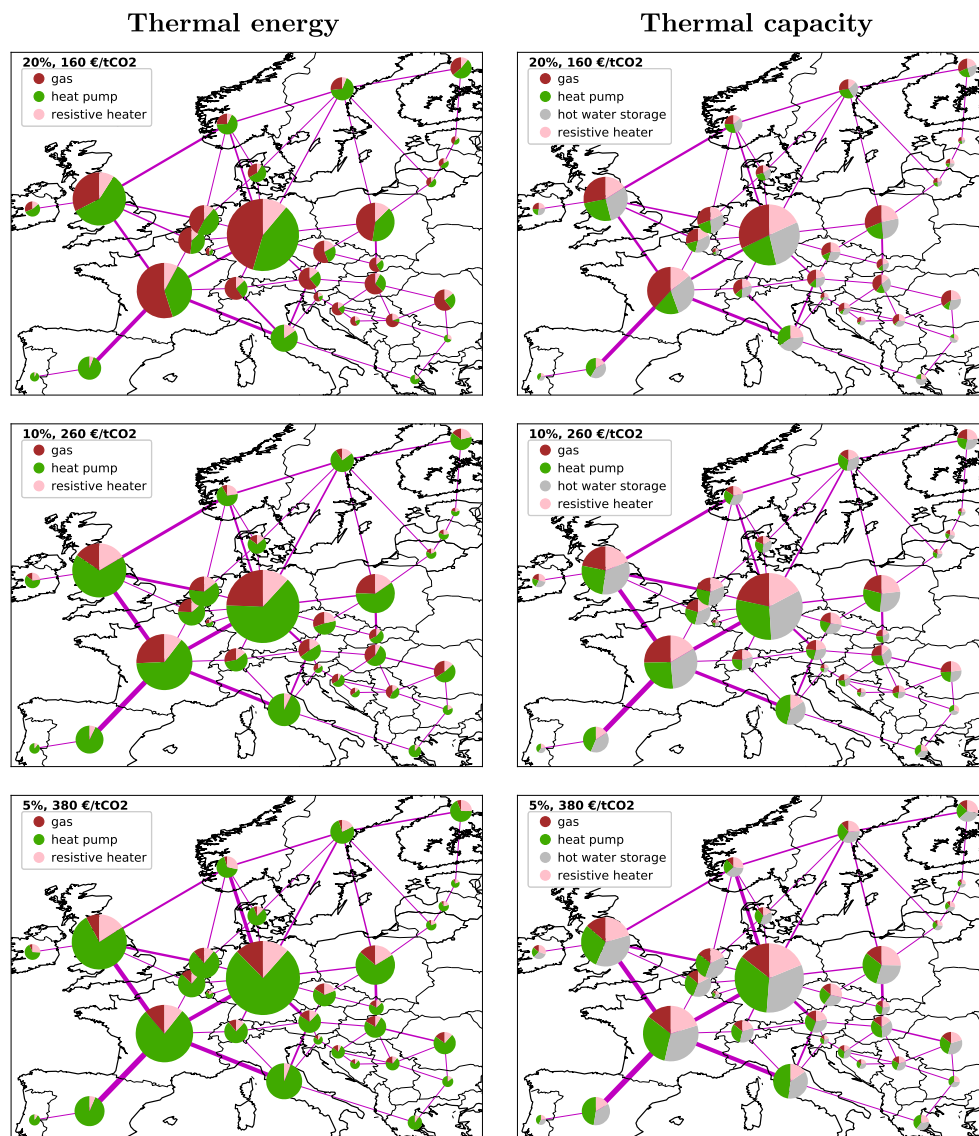 Thermal energy
Thermal capacity
20%, 160 €/tCO2
gas
heat pump
resistive heater
20%, 160 €/tCO2
gas
heat pump
hot water storage
resistive heater
10%, 260 €/tCO2
gas
heat pump
resistive heater
10%, 260 €/tCO2
gas
heat pump
hot water storage
resistive heater
5%, 380 €/tCO2
gas
heat pump
resistive heater
5%, 380 €/tCO2
gas
heat pump
hot water storage
resistive heater